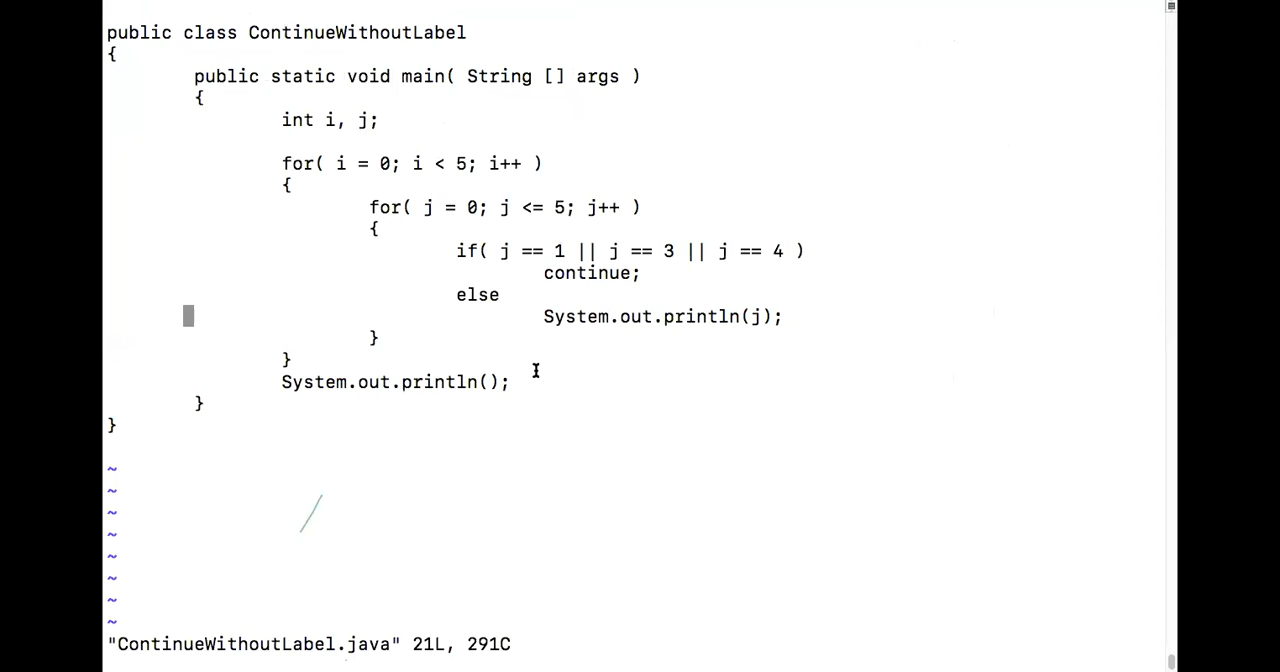 public class ContinueWithoutLabel
{
public static void main( String [] args )
{
int i, j;
for( i = 0; i < 5; i++ )
{
for( j = 0; j <= 5; j++ )
{
if( j == 1 || j == 3 || j == 4 )
continue;
else
System.out.println(j);
}
}
System.out.println();
}
}
~
~
~
~
~
~
~
~
"ContinueWithoutLabel.java" 21L, 291C